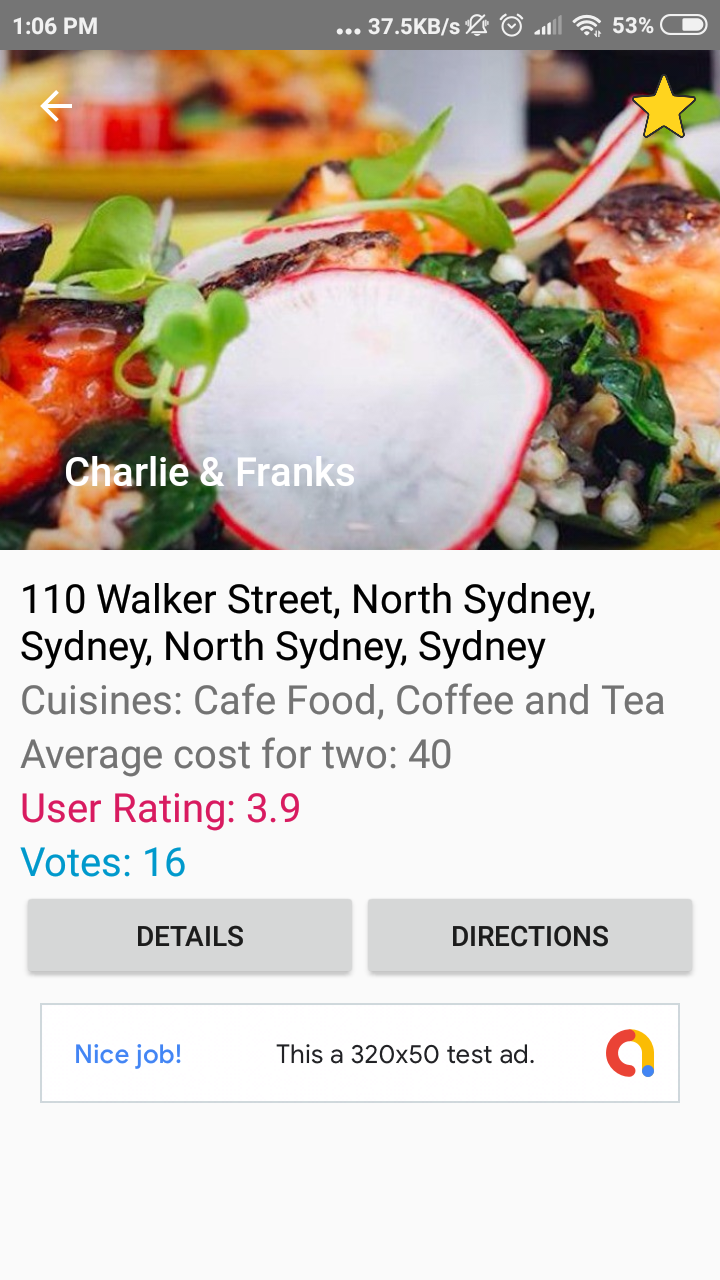 1:06 PM ... 37.5KB/s 53%
Charlie & Franks
110 Walker Street, North Sydney,
Sydney, North Sydney, Sydney
Cuisines: Cafe Food, Coffee and Tea
Average cost for two: 40
User Rating: 3.9
Votes: 16
DETAILS DIRECTIONS
Nice job! This a 320x50 test ad.